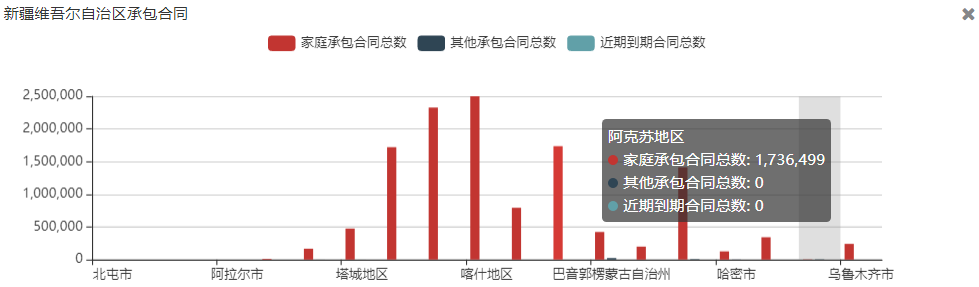 新疆维吾尔自治区承包合同
家庭承包合同总数 其他承包合同总数 近期到期合同总数
2,500,000
2,000,000
1,500,000
1,000,000
500,000
0
阿克苏地区
家庭承包合同总数: 1,736,499
其他承包合同总数: 0
近期到期合同总数: 0
北屯市 阿拉尔市 塔城地区 喀什地区 巴音郭楞蒙古自治州 哈密市 乌鲁木齐市